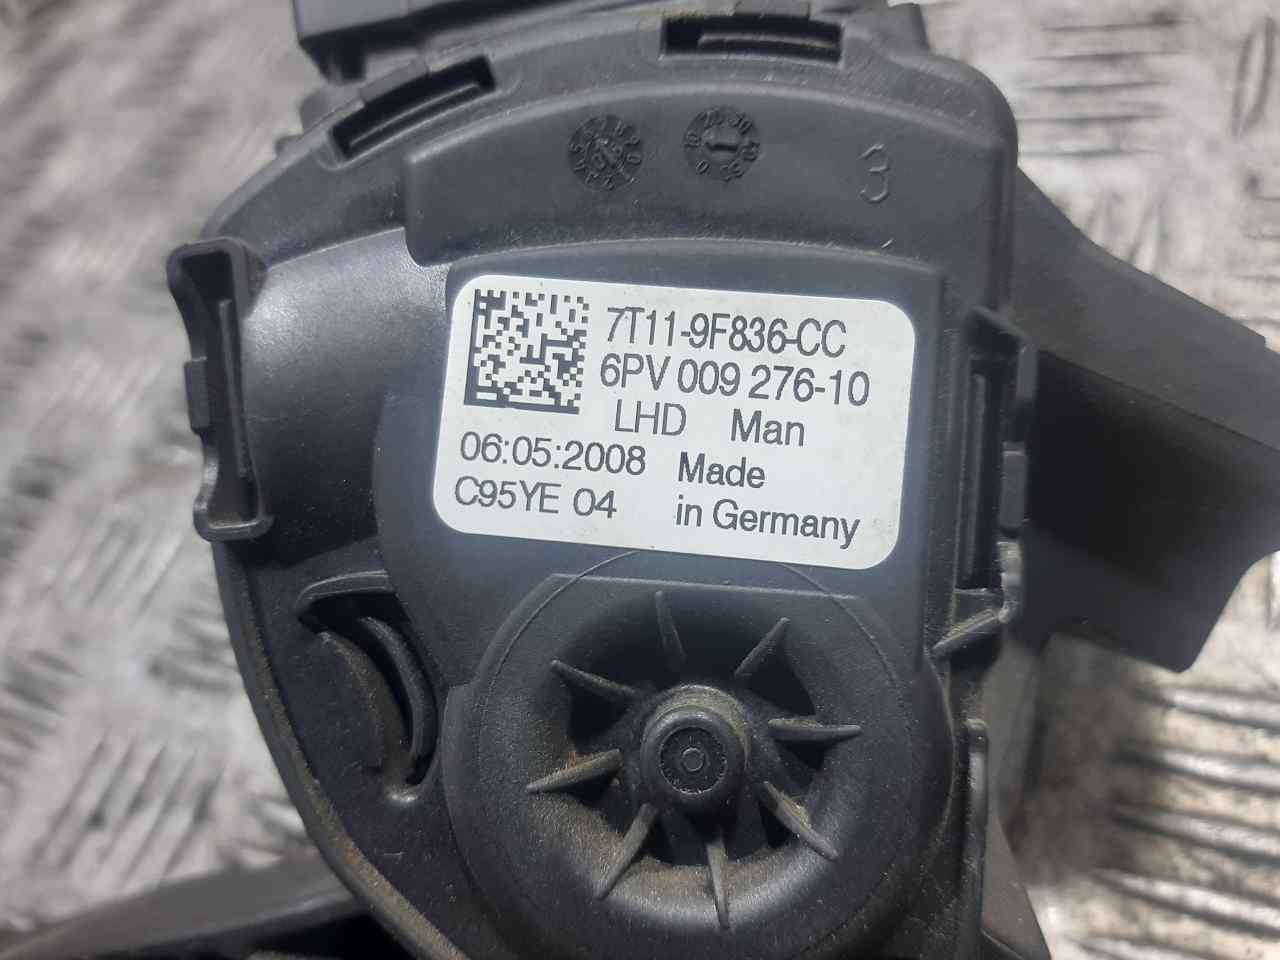 3
7T11-9F836-CC
6PV 009 276-10
LHD Man
06:05:2008 Made
C95YE 04 in Germany